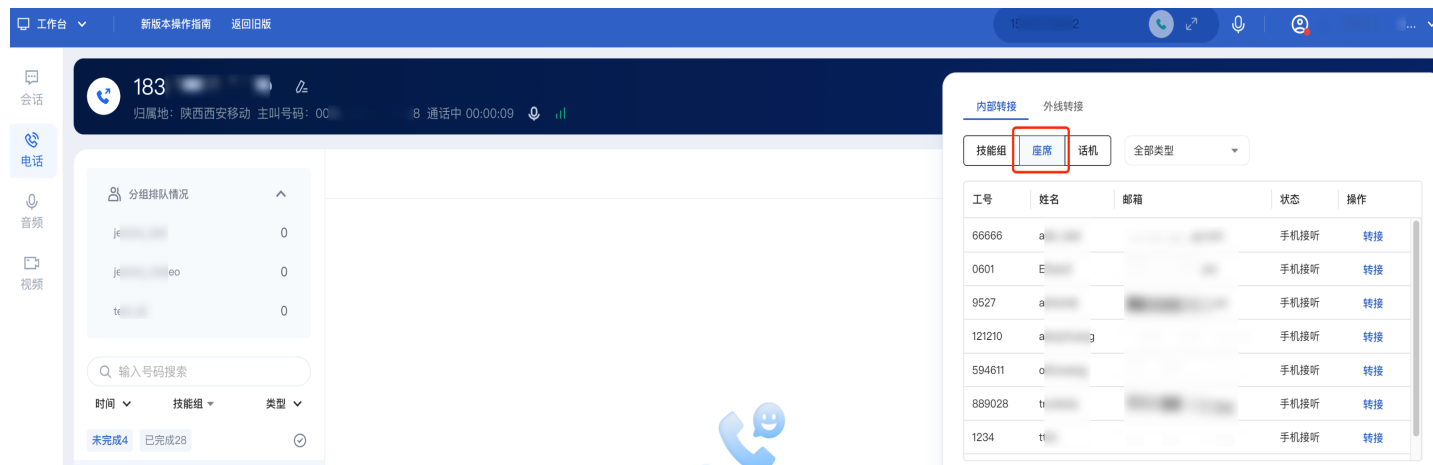 工作台 新版本操作指南 返回旧版
会话
电话
音频
视频
183
归属地：陕西西安移动 主叫号码：00 8 通话中 00:00:09
分组排队情况
0
eo 0
0
输入号码搜索
时间 技能组 类型
未完成4 已完成28
内部转接 外线转接
技能组 座席 话机 全部类型
工号 姓名 邮箱 状态 操作
66666 手机接听 转接
0601 手机接听 转接
9527 手机接听 转接
121210 手机接听 转接
594611 手机接听 转接
889028 手机接听 转接
1234 手机接听 转接